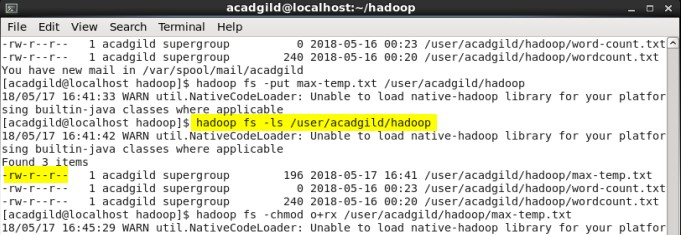 acadgild@localhost:~/hadoop
File Edit View Search Terminal Help
-rw-r--r-- 1 acadgild supergroup 0 2018-05-16 00:23 /user/acadgild/hadoop/word-count.txt
-rw-r--r-- 1 acadgild supergroup 240 2018-05-16 00:20 /user/acadgild/hadoop/wordcount.txt
You have new mail in /var/spool/mail/acadgild
[acadgild@localhost hadoop]$ hadoop fs -put max-temp.txt /user/acadgild/hadoop
18/05/17 16:41:33 WARN util.NativeCodeLoader: Unable to load native-hadoop library for your platfor
sing builtin-java classes where applicable
[acadgild@localhost hadoop]$ hadoop fs -ls /user/acadgild/hadoop
18/05/17 16:41:42 WARN util.NativeCodeLoader: Unable to load native-hadoop library for your platfor
sing builtin-java classes where applicable
Found 3 items
-rw-r--r-- 1 acadgild supergroup 196 2018-05-17 16:41 /user/acadgild/hadoop/max-temp.txt
-rw-r--r-- 1 acadgild supergroup 0 2018-05-16 00:23 /user/acadgild/hadoop/word-count.txt
-rw-r--r-- 1 acadgild supergroup 240 2018-05-16 00:20 /user/acadgild/hadoop/wordcount.txt
[acadgild@localhost hadoop]$ hadoop fs -chmod o+rx /user/acadgild/hadoop/max-temp.txt
18/05/17 16:45:29 WARN util.NativeCodeLoader: Unable to load native-hadoop library for your platfor